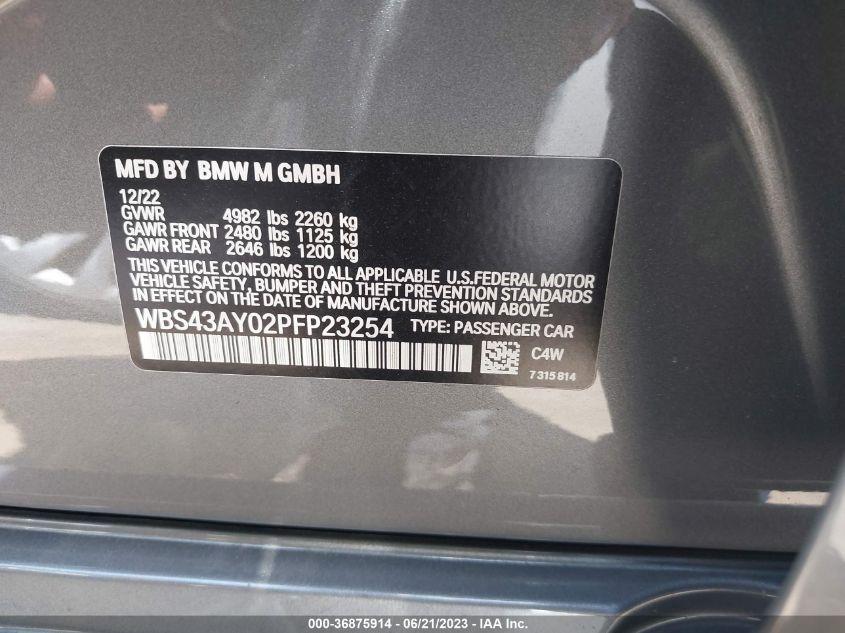 MFD BY BMW M GMBH
12/22
GVWR 4982 lbs 2260 kg
GAWR FRONT 2480 lbs 1125 kg
GAWR REAR 2646 lbs 1200 kg
THIS VEHICLE CONFORMS TO ALL APPLICABLE U.S.FEDERAL MOTOR
VEHICLE SAFETY, BUMPER AND THEFT PREVENTION STANDARDS
IN EFFECT ON THE DATE OF MANUFACTURE SHOWN ABOVE.
WBS43AY02PFP23254 TYPE: PASSENGER CAR
C4W
7315814
000-36875914 - 06/21/2023 - IAA Inc.